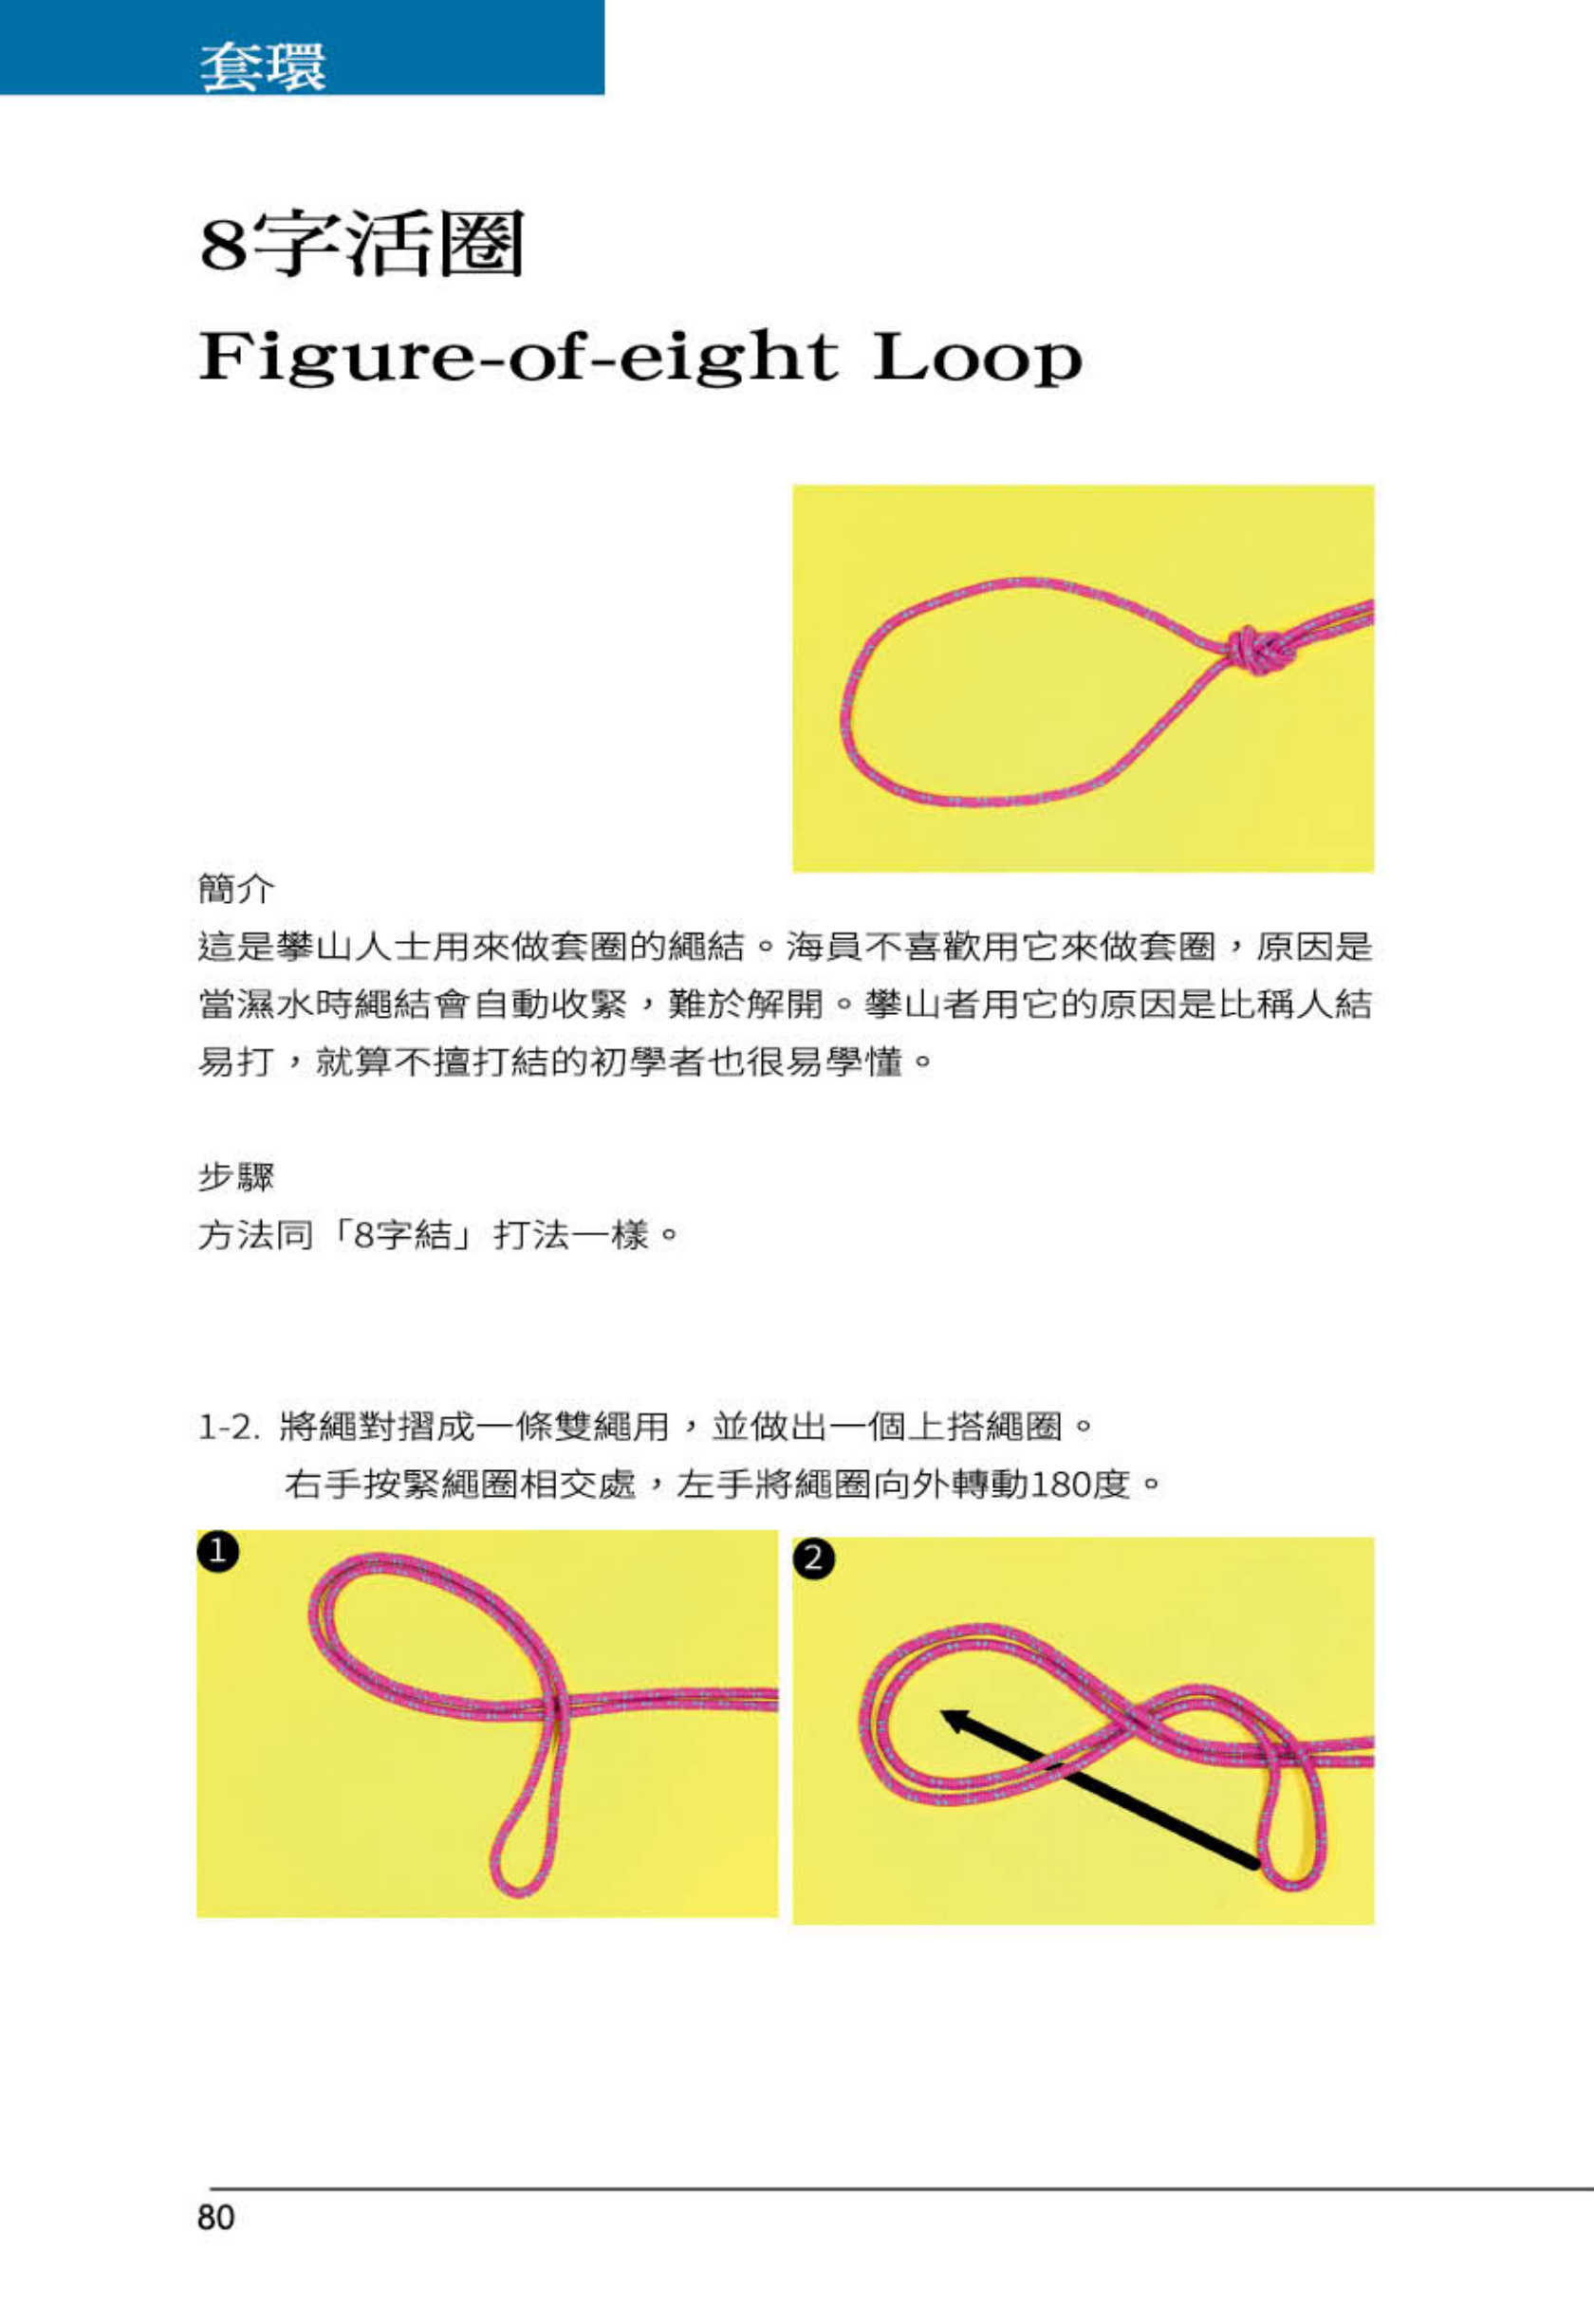 套環
8字活圈
Figure-of-eight Loop
簡介
這是攀山人士用來做套圈的繩結。海員不喜歡用它來做套圈，原因是
當濕水時繩結會自動收緊，難於解開。攀山者用它的原因是比稱人結
易打，就算不擅打結的初學者也很易學懂。
步驟
方法同「8字結」打法一樣。
1-2. 將繩對摺成一條雙繩用，並做出一個上搭繩圈。
右手按緊繩圈相交處，左手將繩圈向外轉動180度。
1
2
80